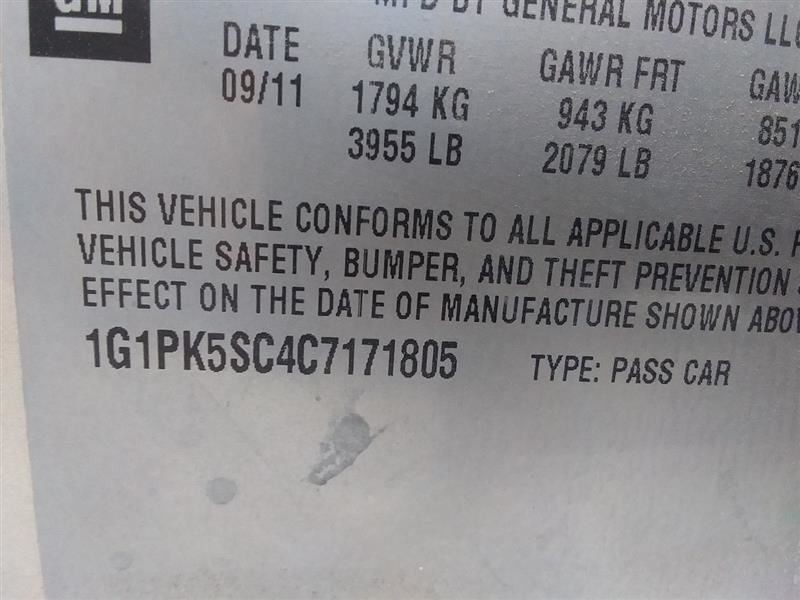 GM
MFD BY GENERAL MOTORS LLC
DATE GVWR GAWR FRT
09/11 1794 KG 943 KG 851
3955 LB 2079 LB 1876
THIS VEHICLE CONFORMS TO ALL APPLICABLE U.S.
VEHICLE SAFETY, BUMPER, AND THEFT PREVENTION
EFFECT ON THE DATE OF MANUFACTURE SHOWN
1G1PK5SC4C7171805 TYPE: PASS CAR